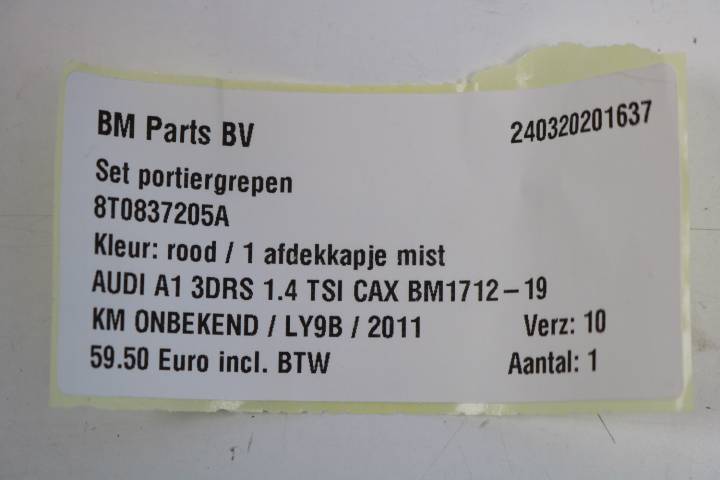 BM Parts BV 240320201637
Set portiergrepen
8T0837205A
Kleur: rood / 1 afdekkapje mist
AUDI A1 3DRS 1.4 TSI CAX BM1712-19
KM ONBEKEND / LY9B / 2011 Verz: 10
59.50 Euro incl. BTW Aantal: 1